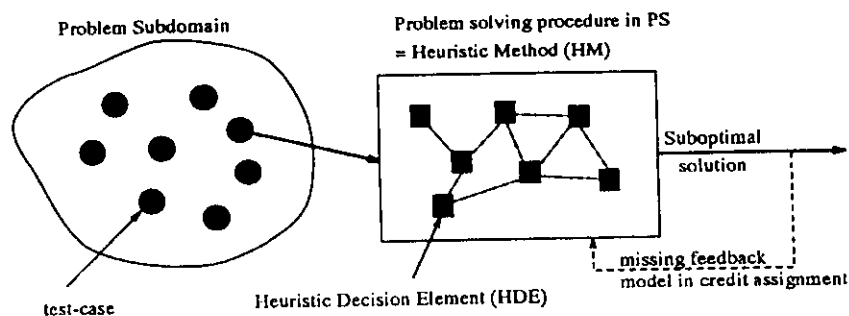 Problem Subdomain
Problem solving procedure in PS
= Heuristic Method (HM)
Suboptimal
solution
missing feedback
model in credit assignment
Heuristic Decision Element (HDE)
test-case